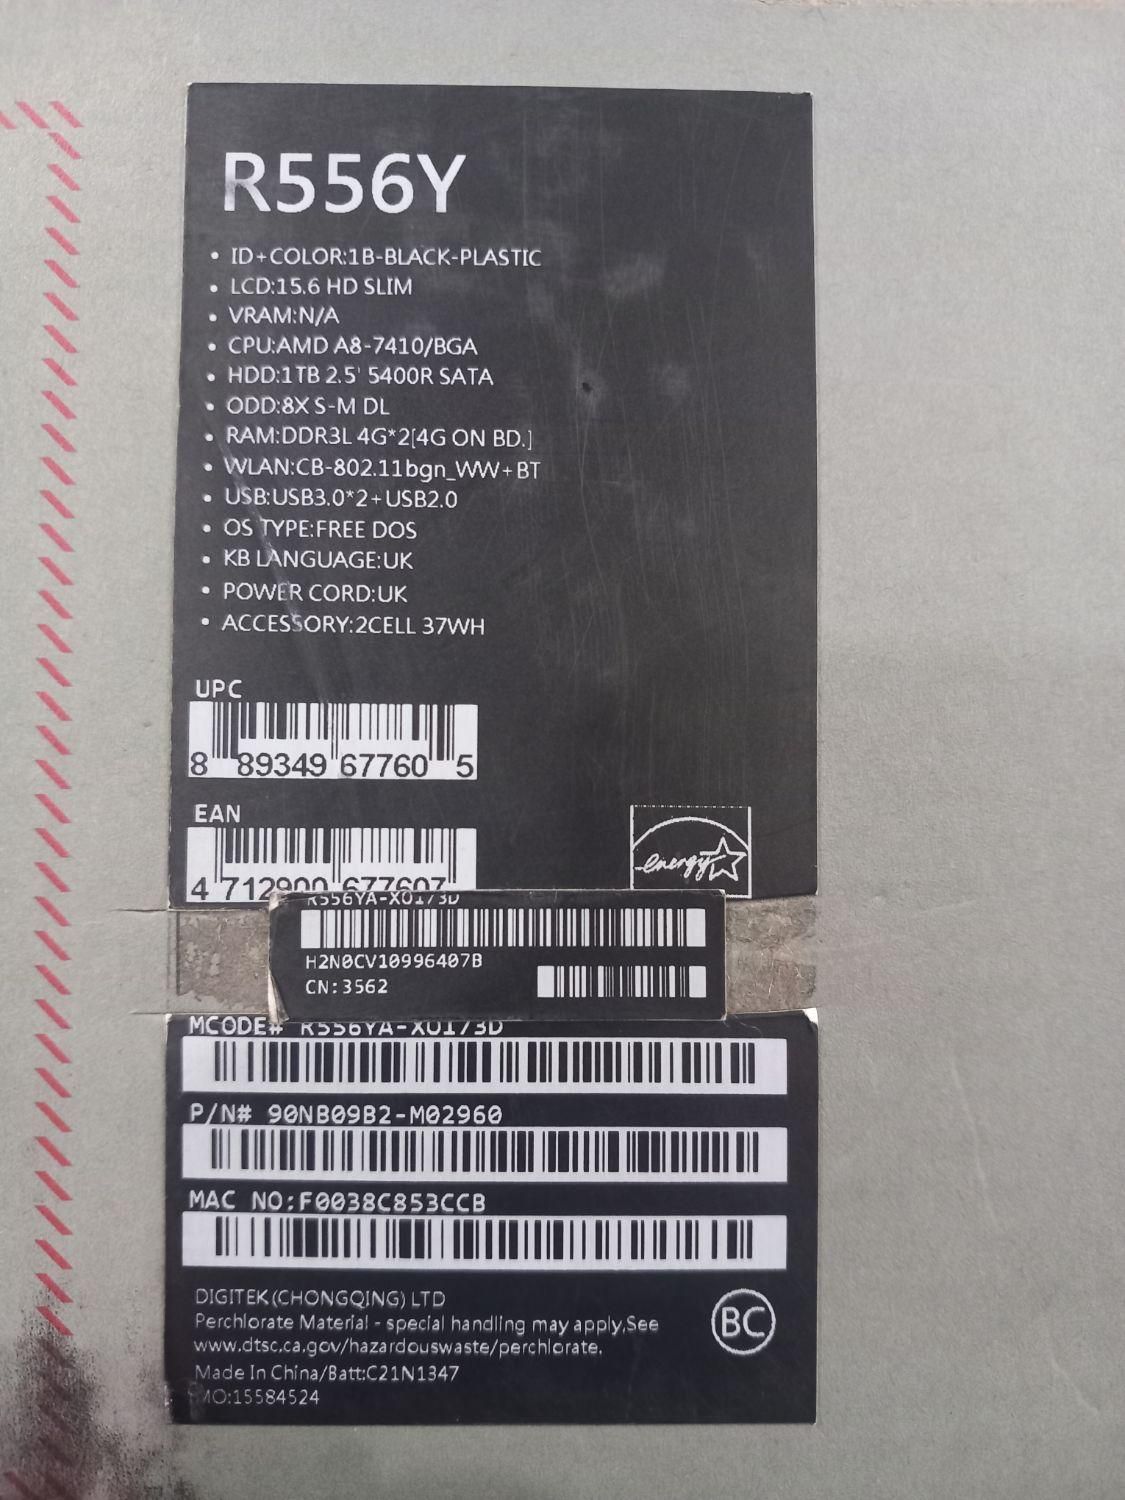 R556Y
• ID+COLOR:1B-BLACK-PLASTIC
• LCD:15.6 HD SLIM
• VRAM:N/A
• CPU:AMD A8-7410/BGA
• HDD:1TB 2.5' 5400R SATA
• ODD:8X S-M DL
• RAM:DDR3L 4G*2[4G ON BD.]
• WLAN:CB-802.11bgn_WW+BT
• USB:USB3.0*2+USB2.0
• OS TYPE:FREE DOS
• KB LANGUAGE:UK
• POWER CORD:UK
• ACCESSORY:2CELL 37WH
UPC
8 89349 67760 5
EAN
4 712900 677607
energy
R556YA-XO173D
H2N0CV10996407B
CN:3562
MCODE# R556YA-XO173D
P/N# 90NB09B2-M02960
MAC NO:F0038C853CCB
DIGITEK(CHONGQING) LTD
Perchlorate Material - special handling may apply,See
www.dtsc.ca.gov/hazardouswaste/perchlorate.
BC
Made In China/Batt:C21N1347
MO:15584524